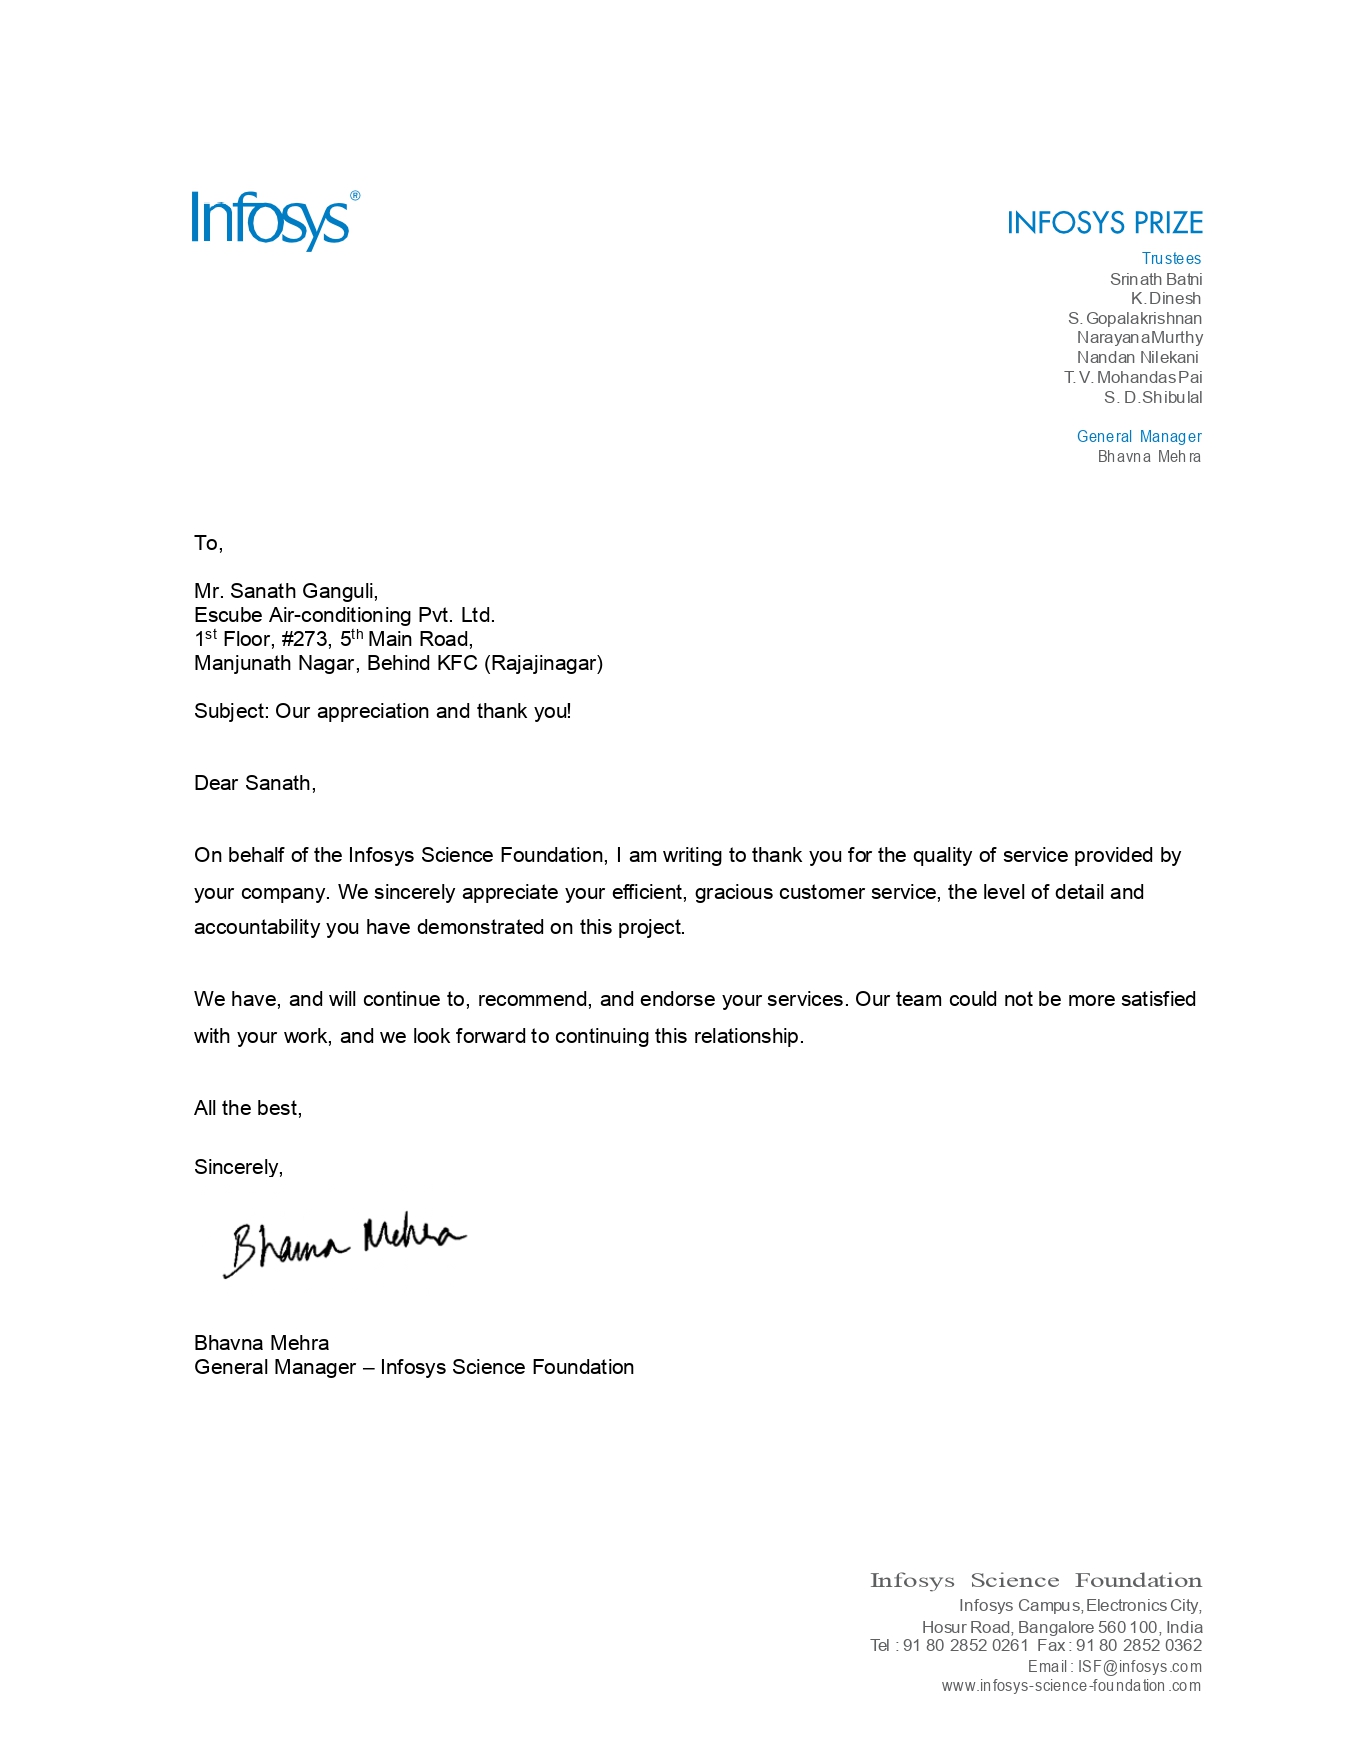 Infosys®
INFOSYS PRIZE
Trustees
Srinath Batni
K. Dinesh
S. Gopalakrishnan
Narayana Murthy
Nandan Nilekani
T. V. Mohandas Pai
S. D. Shibulal
General Manager
Bhavna Mehra
To,
Mr. Sanath Ganguli,
Escube Air-conditioning Pvt. Ltd.
1st Floor, #273, 5th Main Road,
Manjunath Nagar, Behind KFC (Rajajinagar)
Subject: Our appreciation and thank you!
Dear Sanath,
On behalf of the Infosys Science Foundation, I am writing to thank you for the quality of service provided by
your company. We sincerely appreciate your efficient, gracious customer service, the level of detail and
accountability you have demonstrated on this project.
We have, and will continue to, recommend, and endorse your services. Our team could not be more satisfied
with your work, and we look forward to continuing this relationship.
All the best,
Sincerely,
Bhavna Mehra
Bhavna Mehra
General Manager – Infosys Science Foundation
Infosys Science Foundation
Infosys Campus, Electronics City,
Hosur Road, Bangalore 560 100, India
Tel : 91 80 2852 0261 Fax : 91 80 2852 0362
Email : ISF@infosys.com
www.infosys-science-foundation.com